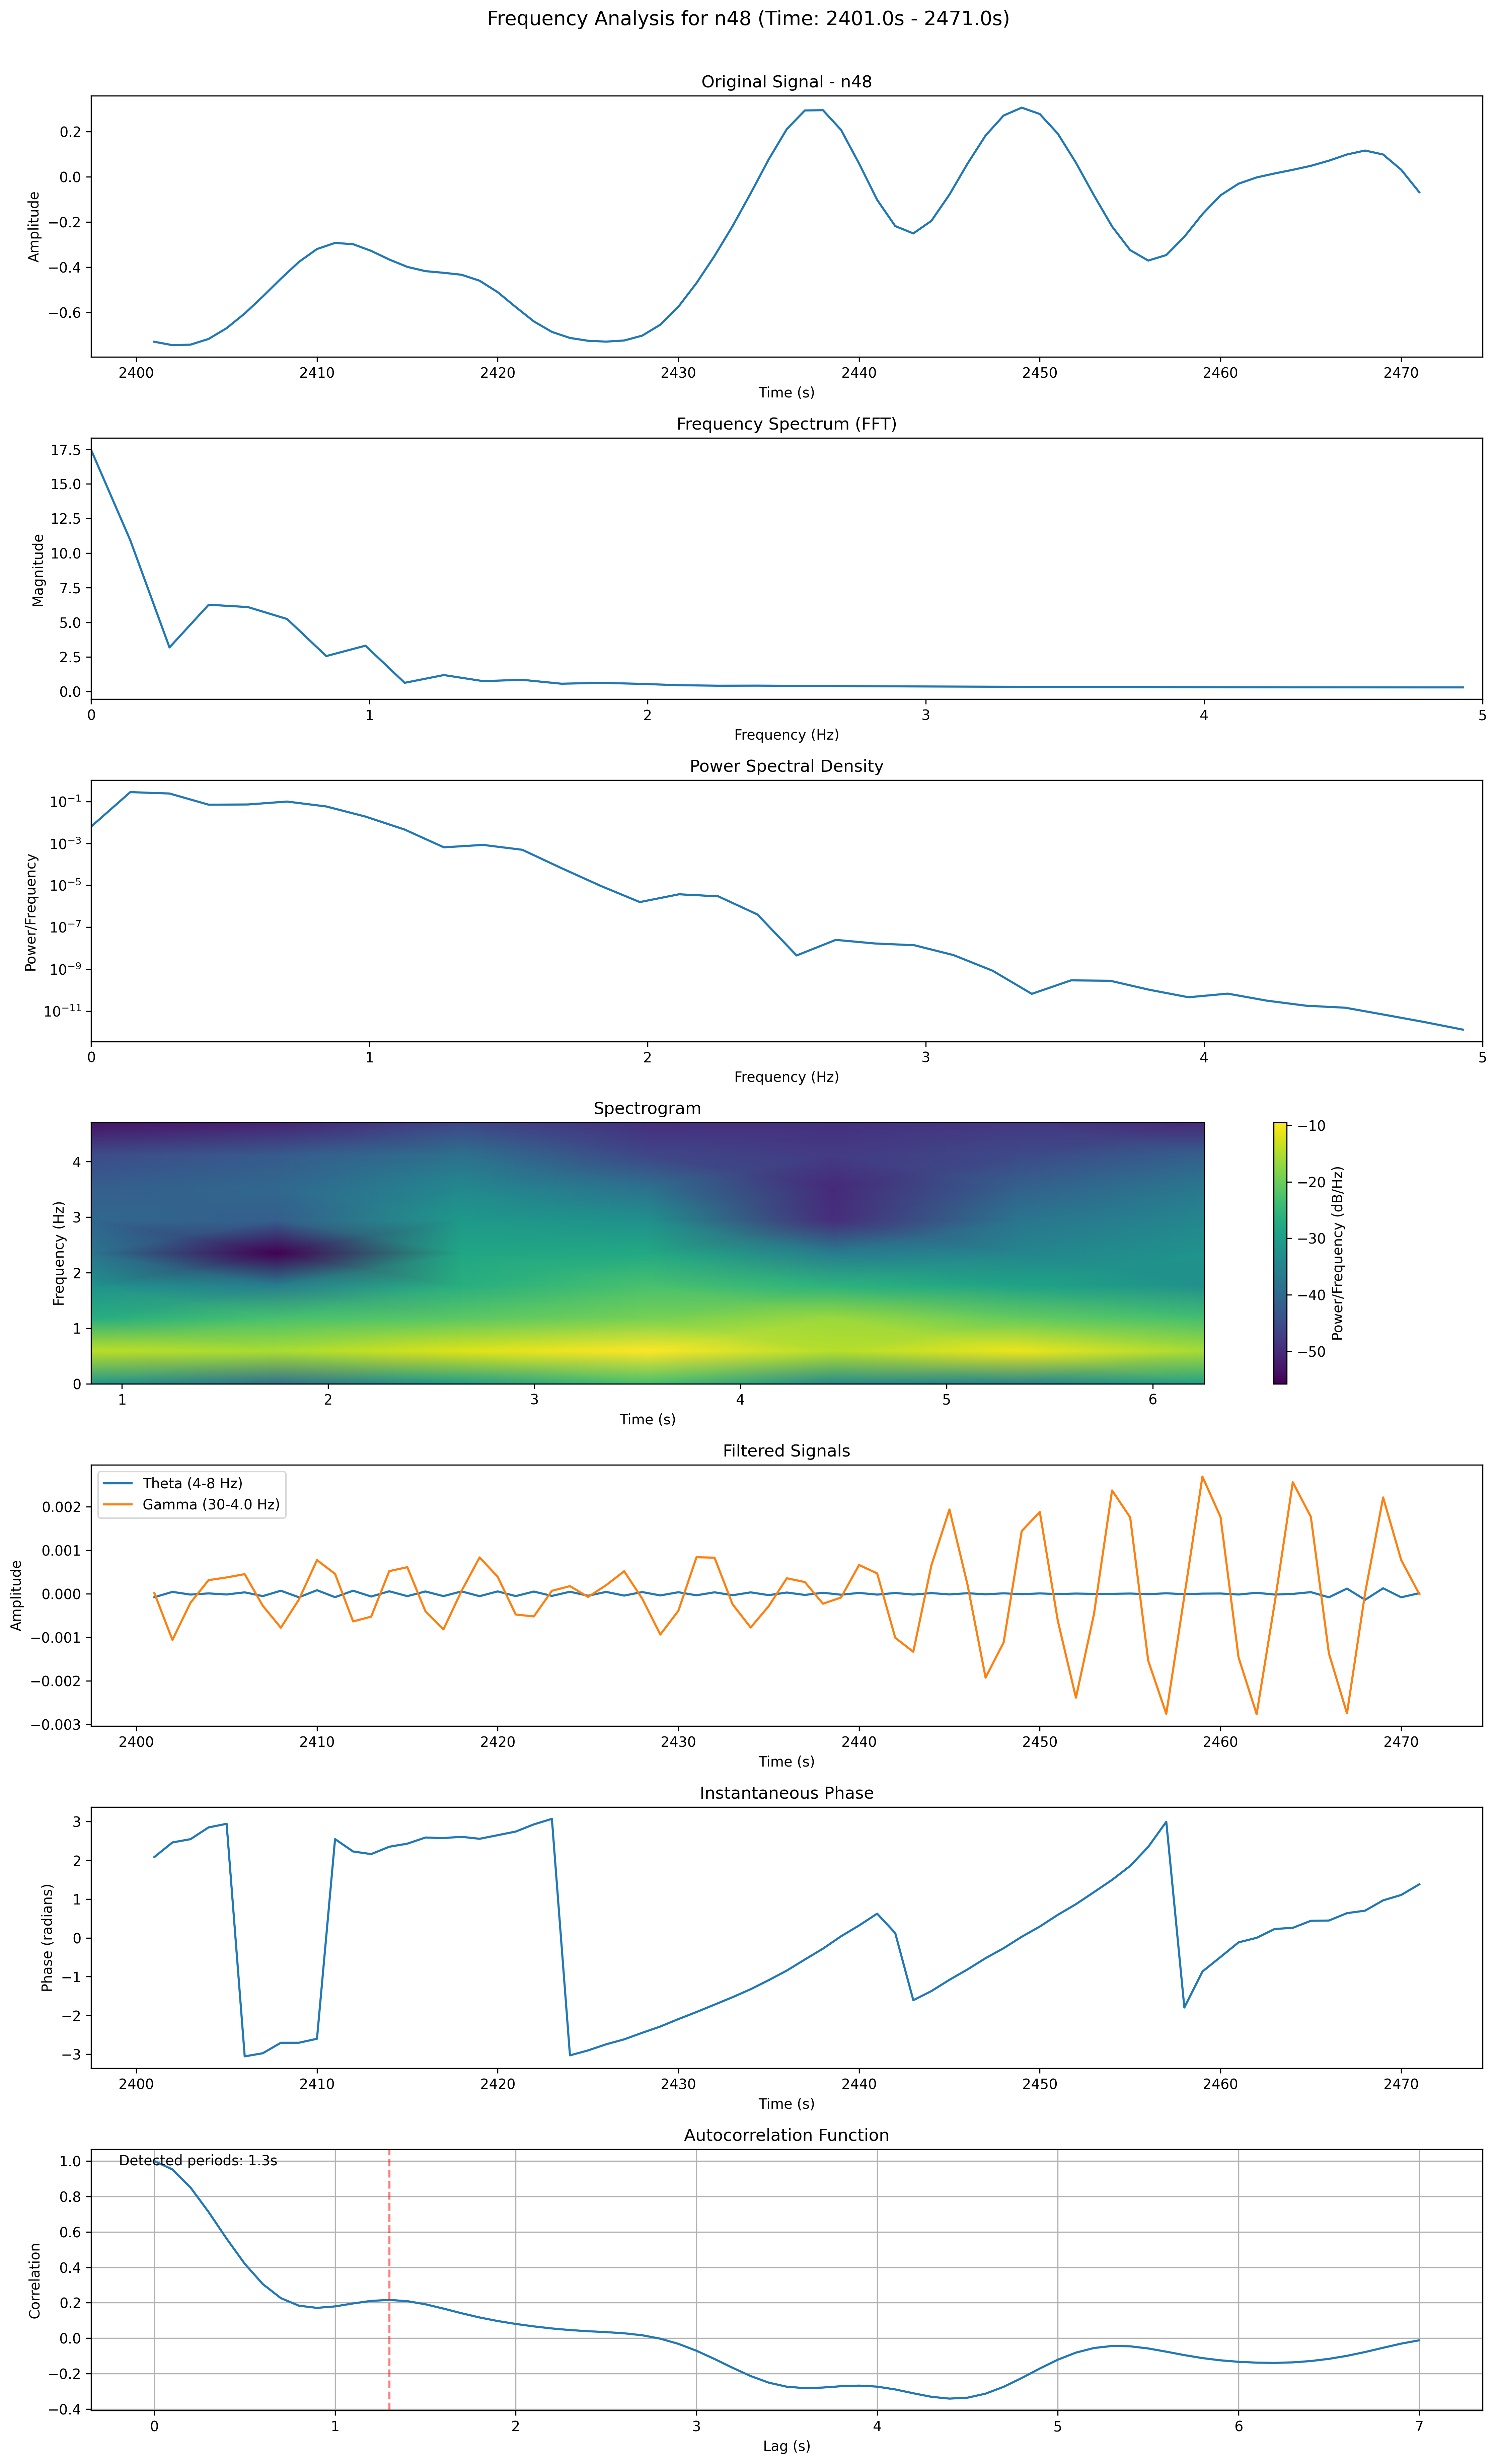 Frequency Analysis for n48 (Time: 2401.0s - 2471.0s)
Original Signal - n48
Amplitude
0.2
0.0
−0.2
−0.4
−0.6
2400 2410 2420 2430 2440 2450 2460 2470
Time (s)
Frequency Spectrum (FFT)
Magnitude
17.5
15.0
12.5
10.0
7.5
5.0
2.5
0.0
0 1 2 3 4 5
Frequency (Hz)
Power Spectral Density
Power/Frequency
10⁻¹
10⁻³
10⁻⁵
10⁻⁷
10⁻⁹
10⁻¹¹
0 1 2 3 4 5
Frequency (Hz)
Spectrogram
Frequency (Hz)
4
3
2
1
0
1 2 3 4 5 6
Time (s)
−10
−20
−30
−40
−50
Power/Frequency (dB/Hz)
Filtered Signals
Theta (4-8 Hz)
Gamma (30-4.0 Hz)
Amplitude
0.002
0.001
0.000
−0.001
−0.002
−0.003
2400 2410 2420 2430 2440 2450 2460 2470
Time (s)
Instantaneous Phase
Phase (radians)
3
2
1
0
−1
−2
−3
2400 2410 2420 2430 2440 2450 2460 2470
Time (s)
Autocorrelation Function
Detected periods: 1.3s
Correlation
1.0
0.8
0.6
0.4
0.2
0.0
−0.2
−0.4
0 1 2 3 4 5 6 7
Lag (s)